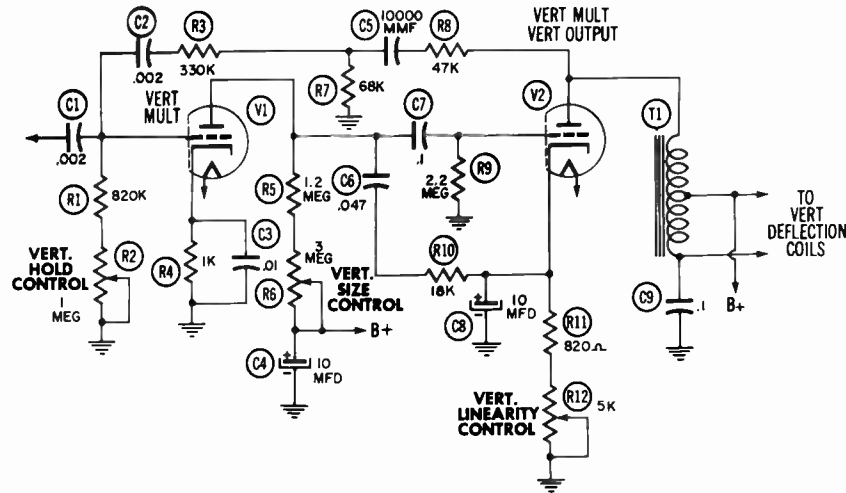 C2
.002
R3
330K
C5
10000
MMF
R8
47K
VERT MULT
VERT OUTPUT
C1
.002
VERT
MULT
V1
R7
68K
C7
.1
V2
T1
R1
820K
R5
1.2
MEG
C6
.047
2.2
MEG
R9
VERT.
HOLD
CONTROL
R2
1
MEG
R4
1K
C3
.01
3
MEG
R6
VERT.
SIZE
CONTROL
B+
R10
18K
C8
10
MFD
C4
10
MFD
R11
820Ω
VERT.
LINEARITY
CONTROL
R12
5K
TO
VERT
DEFLECTION
COILS
C9
.1
B+